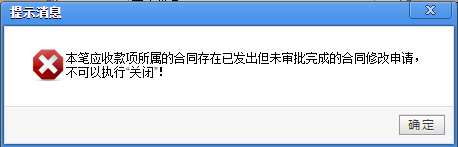 提示消息
本笔应收款项所属的合同存在已发出但未审批完成的合同修改申请，
不可以执行“关闭”！
确定